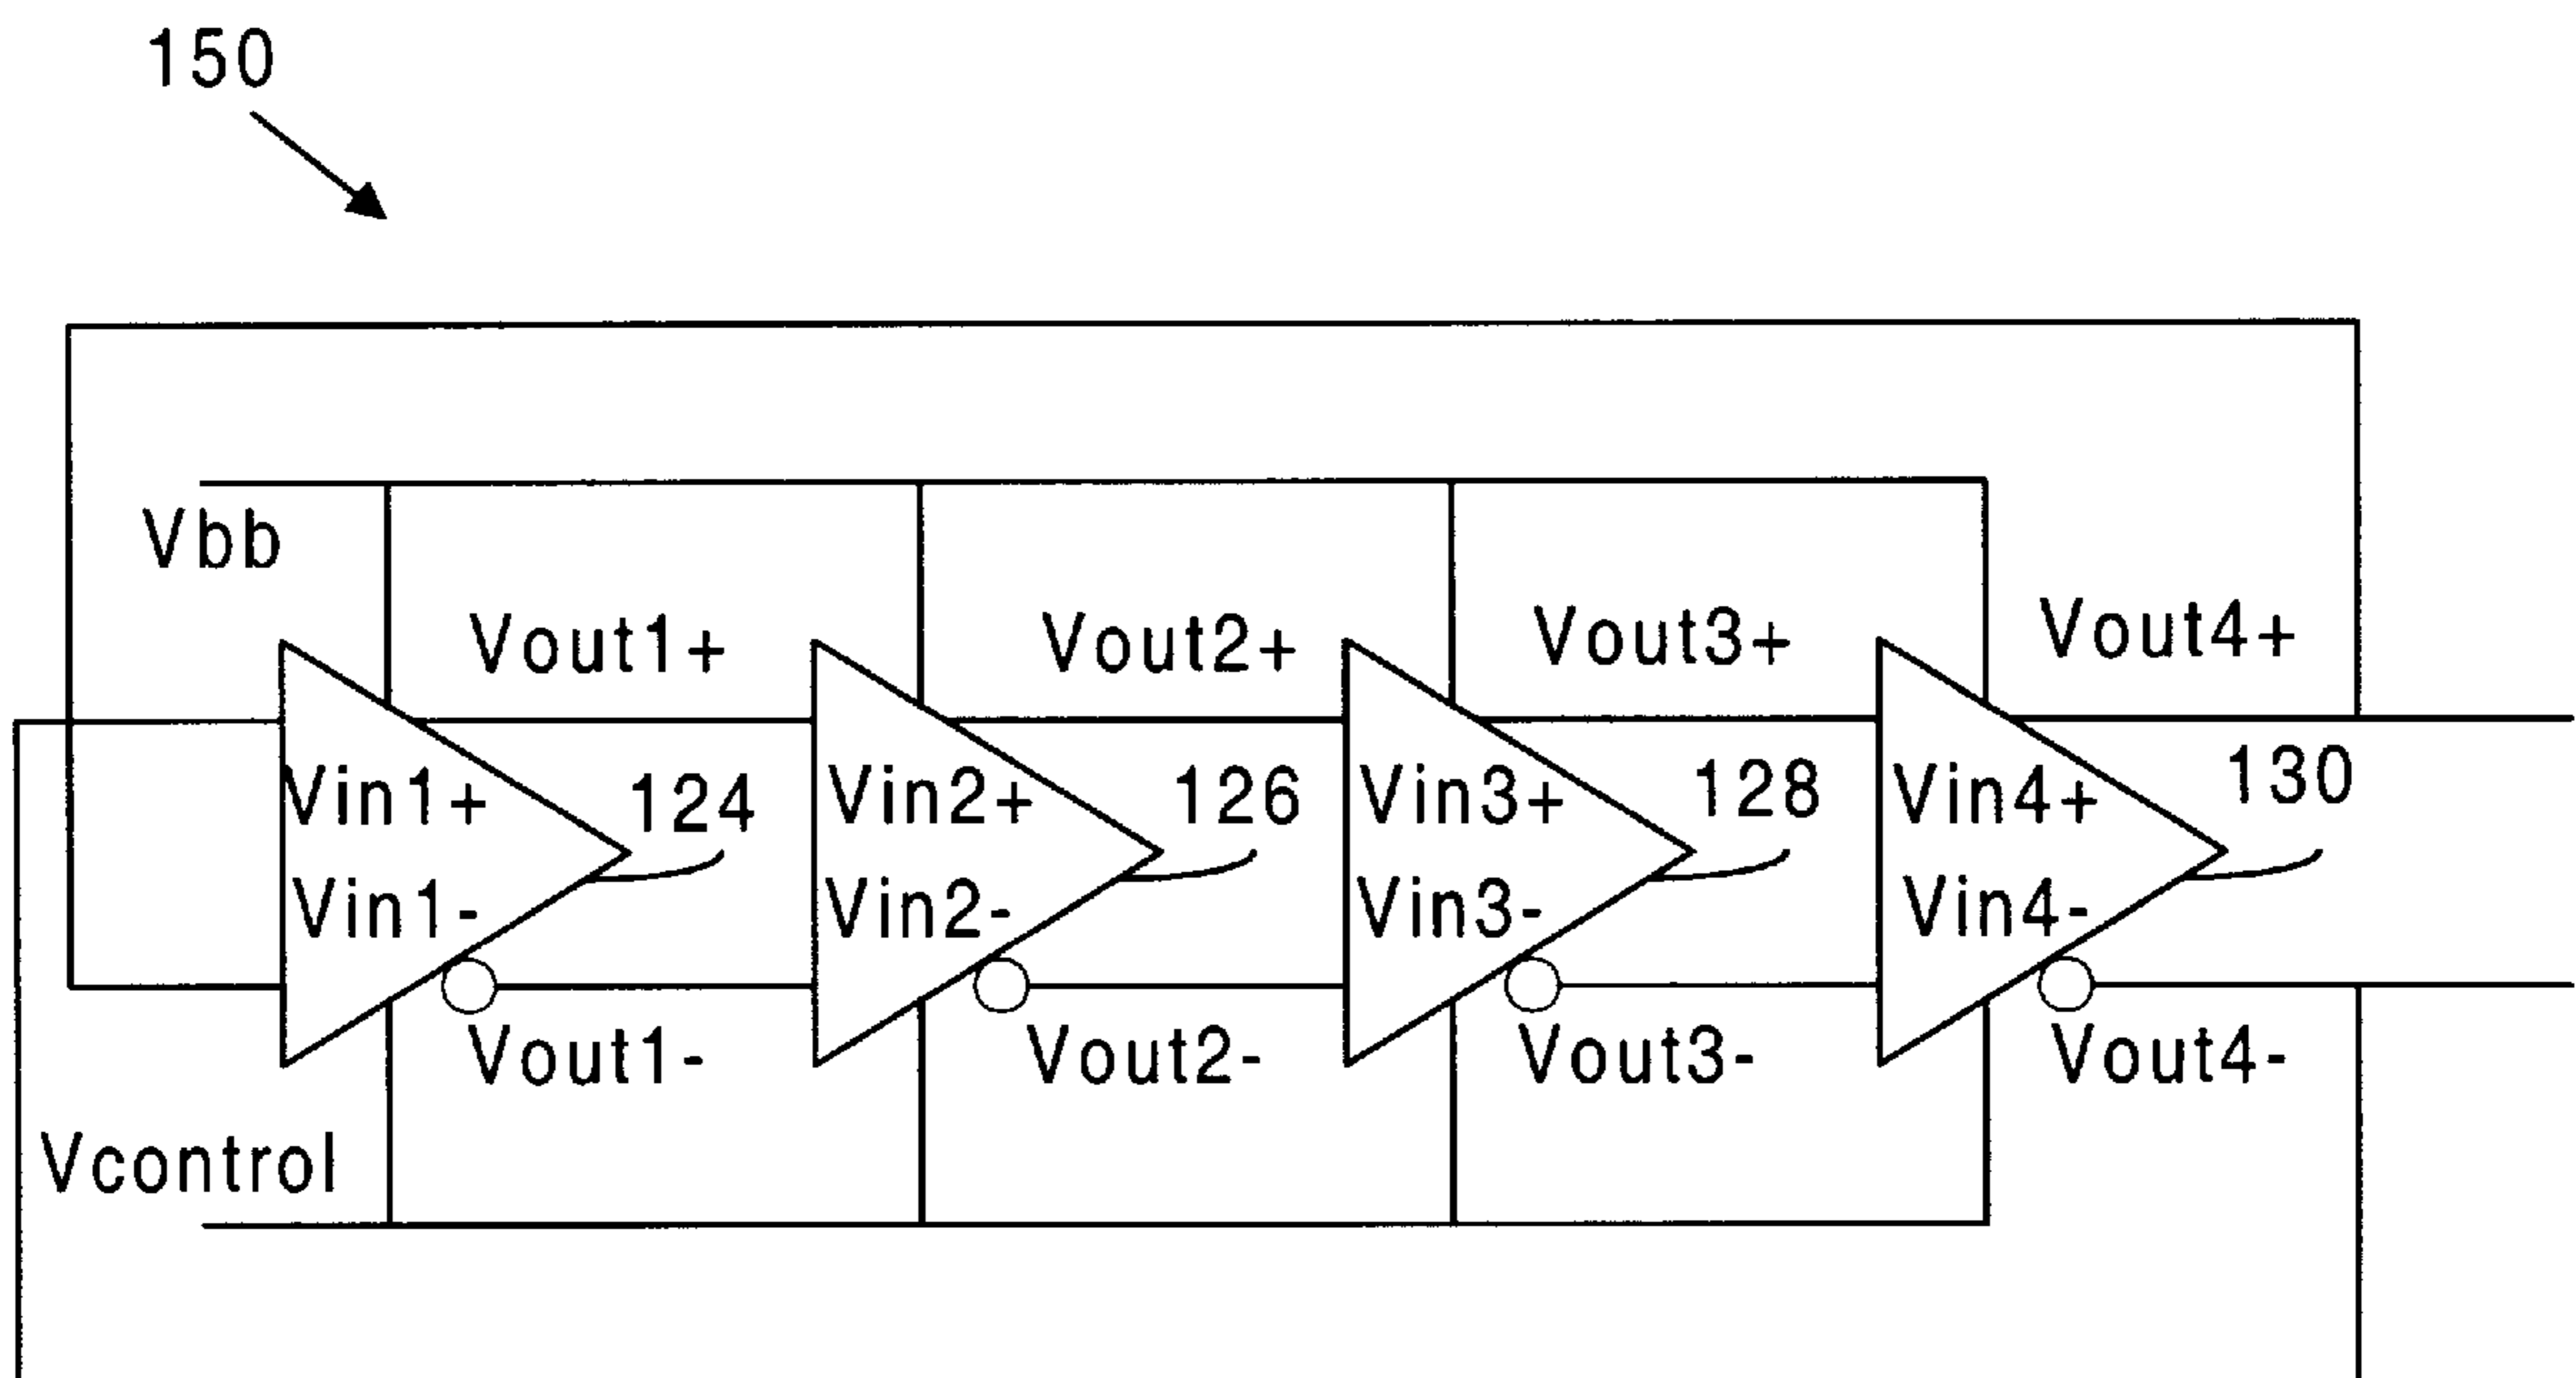 150
Vbb
Vout1+
Vout2+
Vout3+
Vout4+
Vin1+
124
Vin2+
126
Vin3+
128
Vin4+
130
Vin1-
Vin2-
Vin3-
Vin4-
Vout1-
Vout2-
Vout3-
Vout4-
Vcontrol